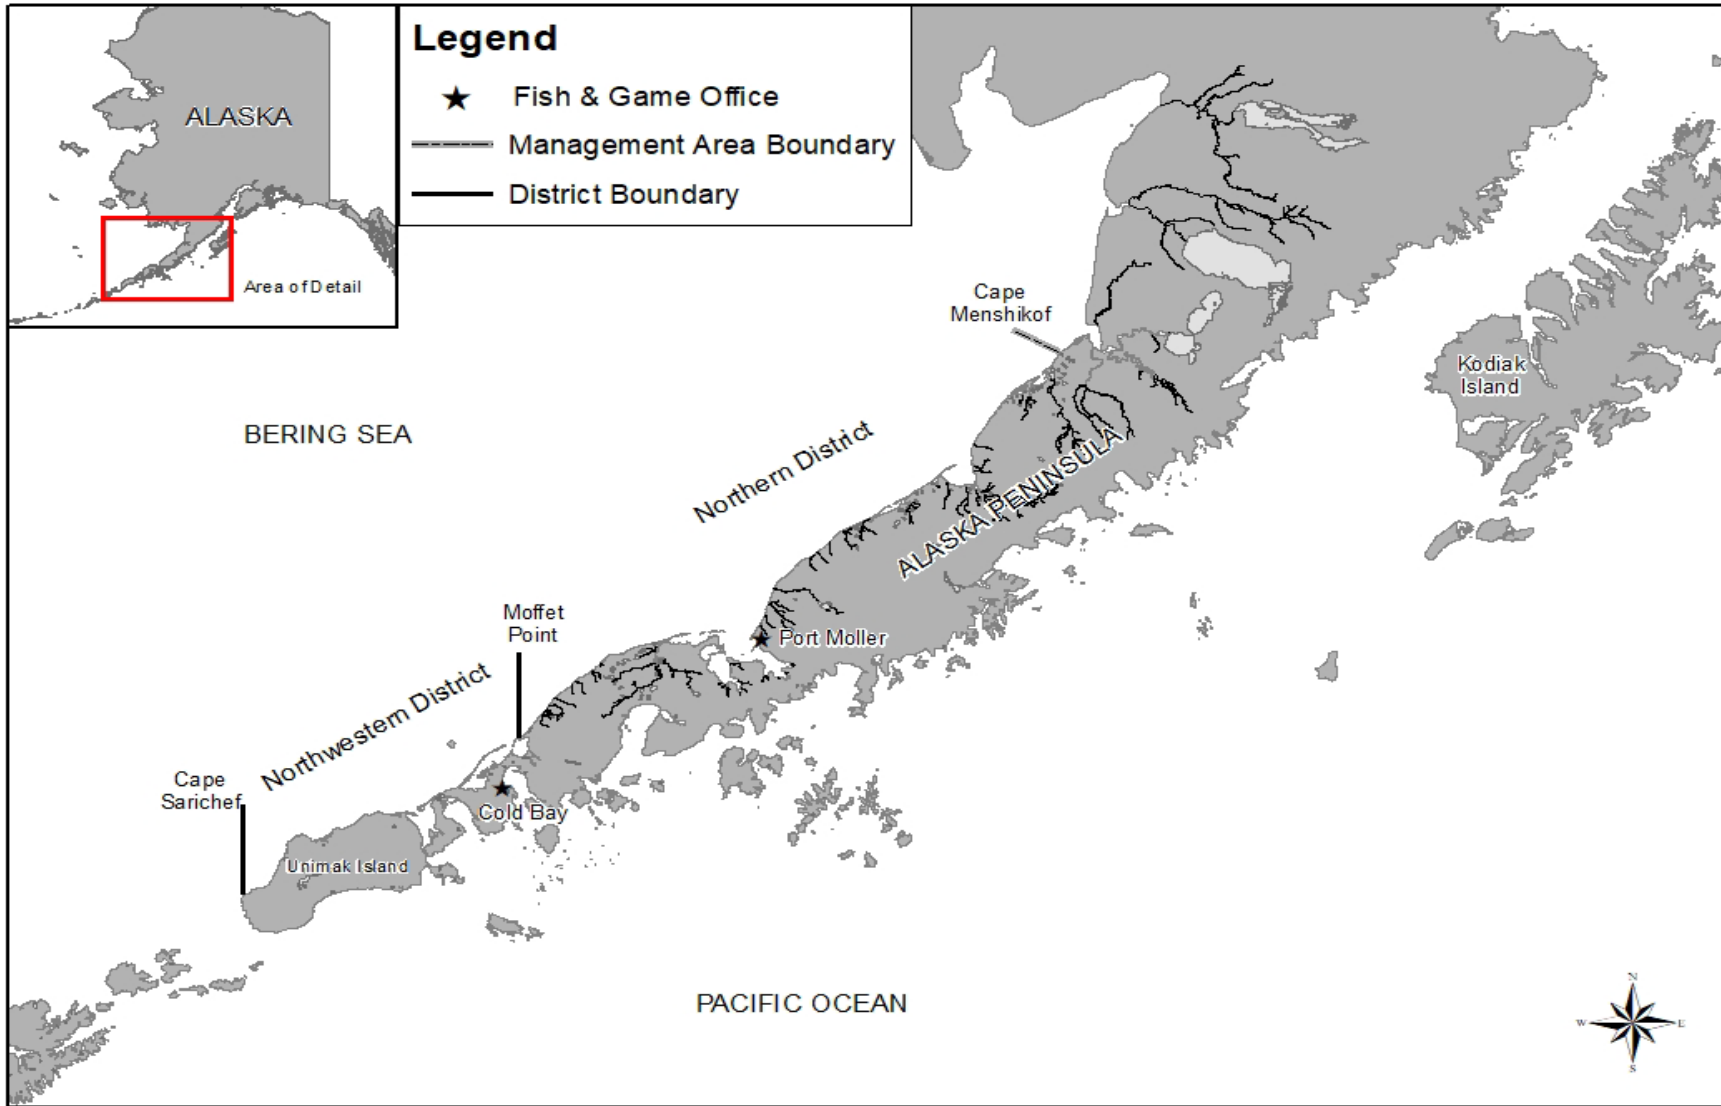 ALASKA
Area of Detail
Legend
Fish & Game Office
Management Area Boundary
District Boundary
Cape
Menshikof
Kodiak
Island
BERING SEA
Northern District
ALASKA PENINSULA
Moffet
Point
Port Moller
Northwestern District
Cape
Sarichef
Cold Bay
Unimak Island
PACIFIC OCEAN
N
W
E
S